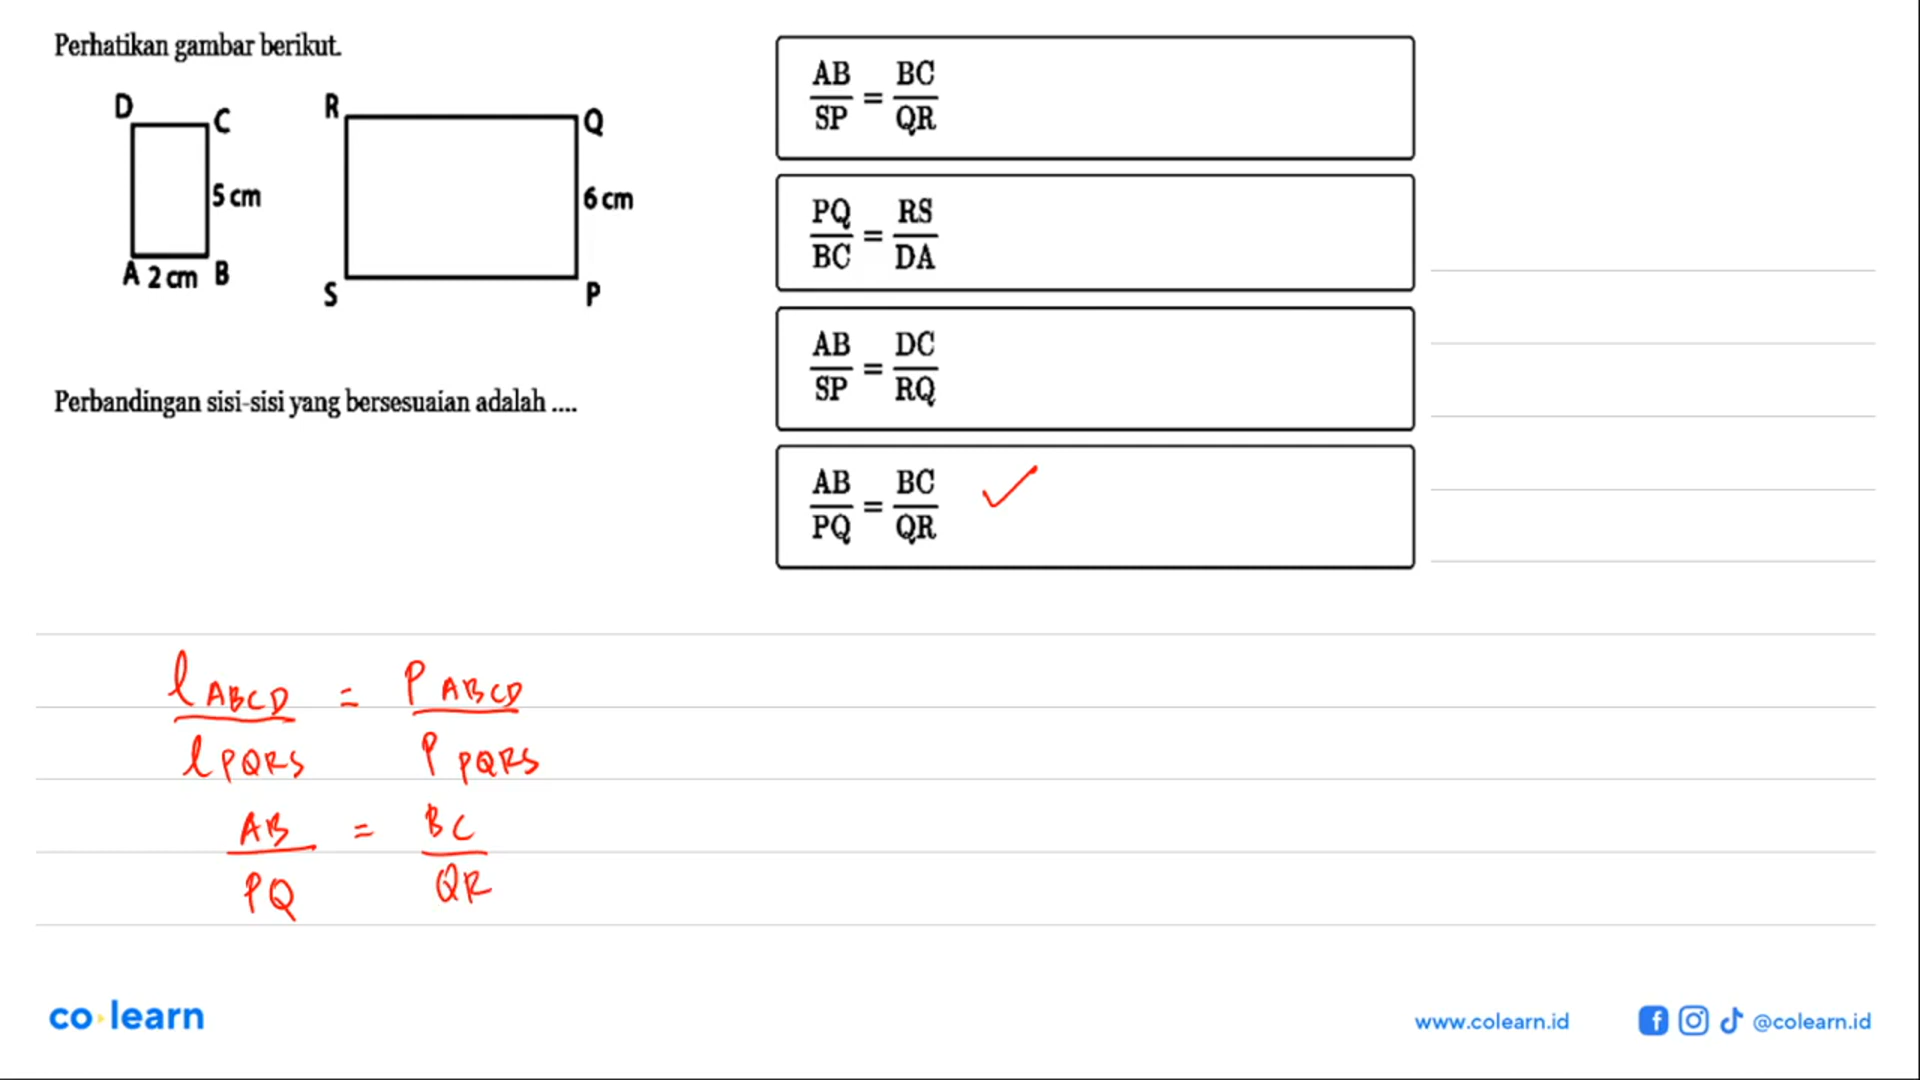 Perhatikan gambar berikut.
D C R Q
5 cm 6 cm
A 2 cm B S P
Perbandingan sisi-sisi yang bersesuaian adalah ....
AB/SP = BC/QR
PQ/BC = RS/DA
AB/SP = DC/RQ
AB/PQ = BC/QR ✓
l ABCD / l PQRS = P ABCD / P PQRS
AB/PQ = BC/QR
co learn
www.colearn.id
@colearn.id